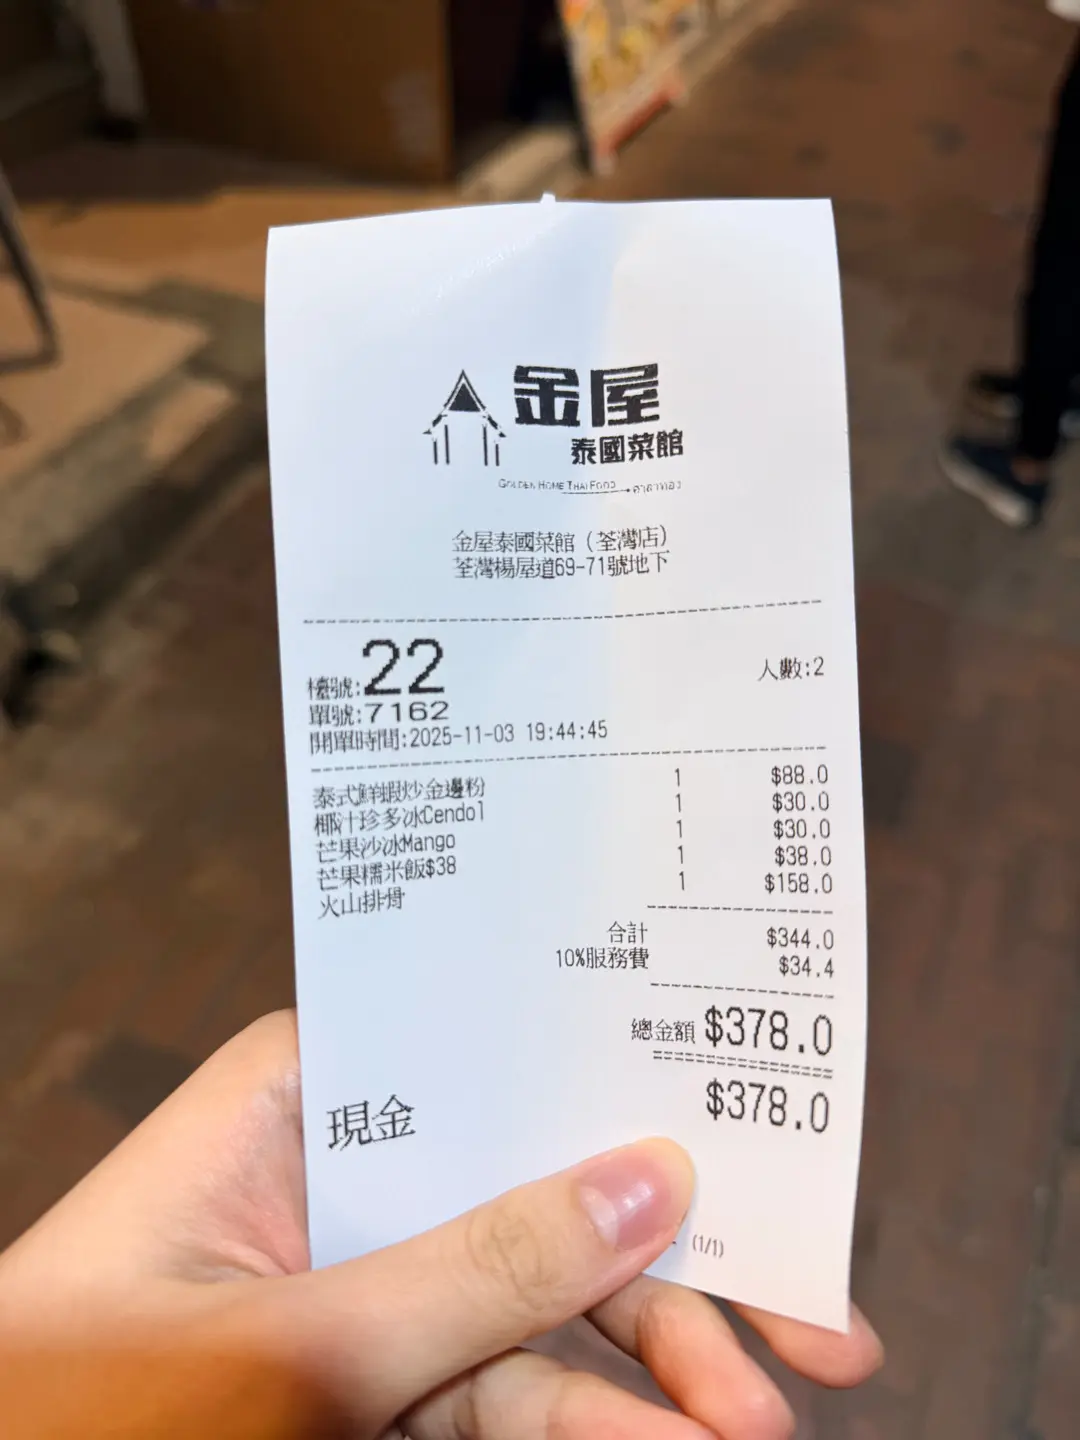 金屋
泰國菜館
GOLDEN HOME THAI FOOD
金屋泰國菜館（荃灣店）
荃灣楊屋道69-71號地下
檯號:22 人數:2
單號:7162
開單時間:2025-11-03 19:44:45
泰式鮮蝦炒金邊粉 1 $88.0
椰汁珍多冰Cendol 1 $30.0
芒果沙冰Mango 1 $30.0
芒果糯米飯$38 1 $38.0
火山排骨 1 $158.0
合計 $344.0
10%服務費 $34.4
總金額 $378.0
現金 $378.0
(1/1)